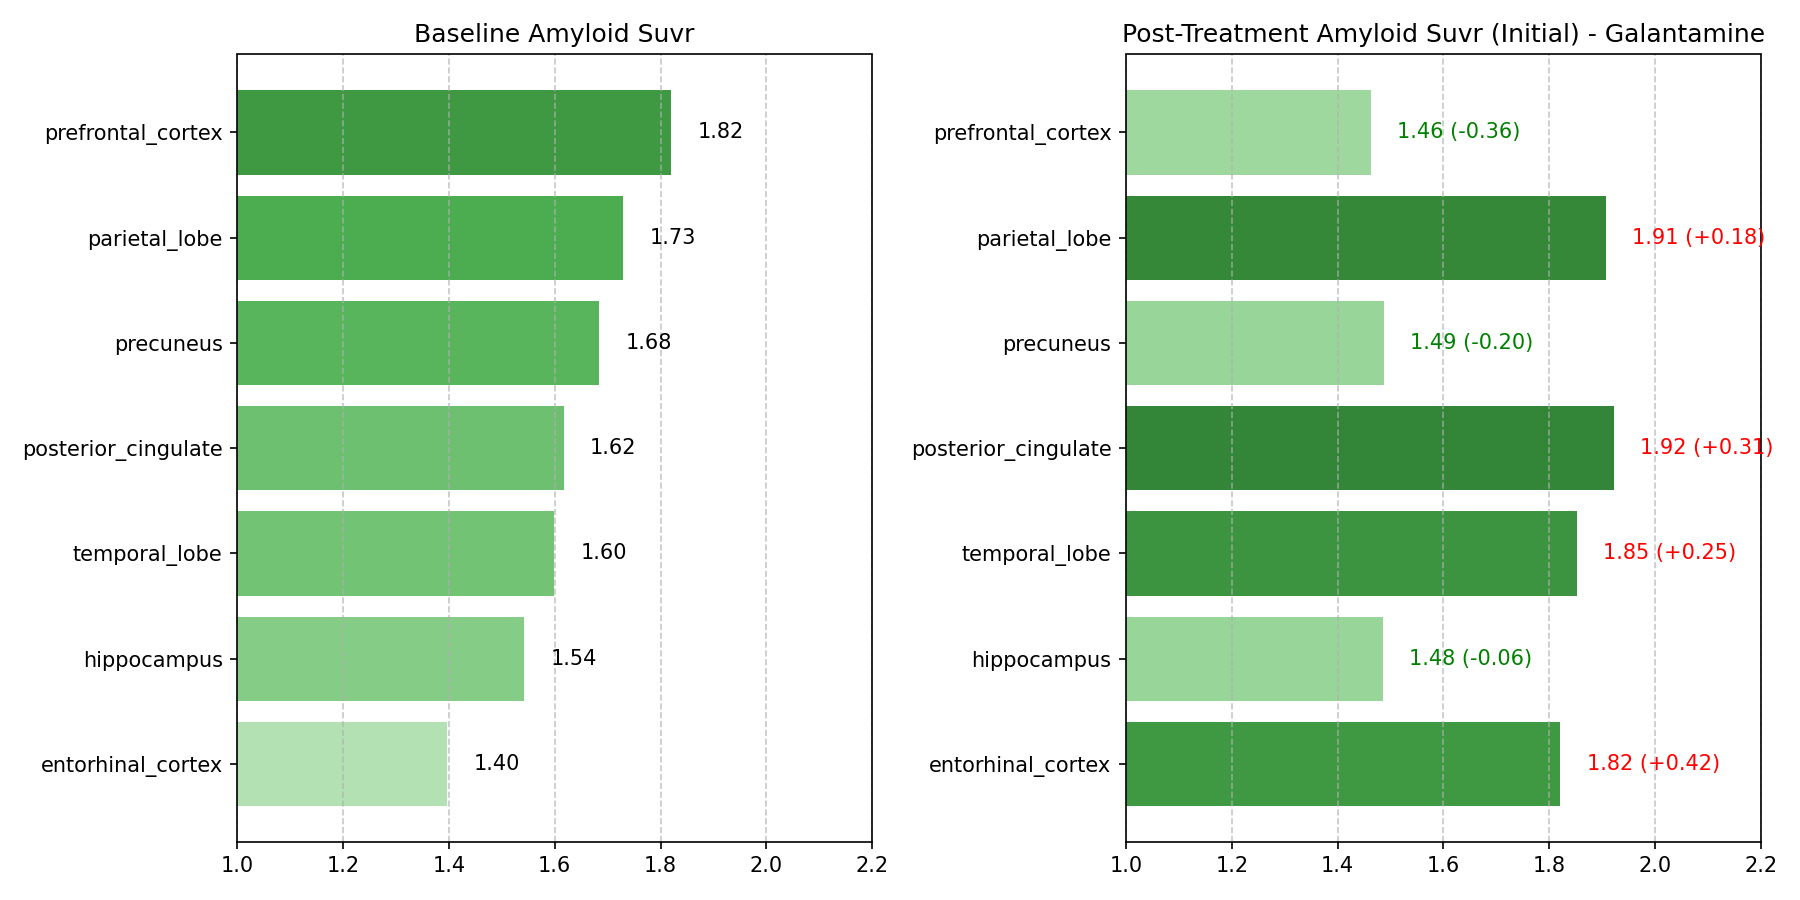 Baseline Amyloid Suvr
prefrontal_cortex
1.82
parietal_lobe
1.73
precuneus
1.68
posterior_cingulate
1.62
temporal_lobe
1.60
hippocampus
1.54
entorhinal_cortex
1.40
1.0 1.2 1.4 1.6 1.8 2.0 2.2
Post-Treatment Amyloid Suvr (Initial) - Galantamine
prefrontal_cortex
1.46 (-0.36)
parietal_lobe
1.91 (+0.18)
precuneus
1.49 (-0.20)
posterior_cingulate
1.92 (+0.31)
temporal_lobe
1.85 (+0.25)
hippocampus
1.48 (-0.06)
entorhinal_cortex
1.82 (+0.42)
1.0 1.2 1.4 1.6 1.8 2.0 2.2